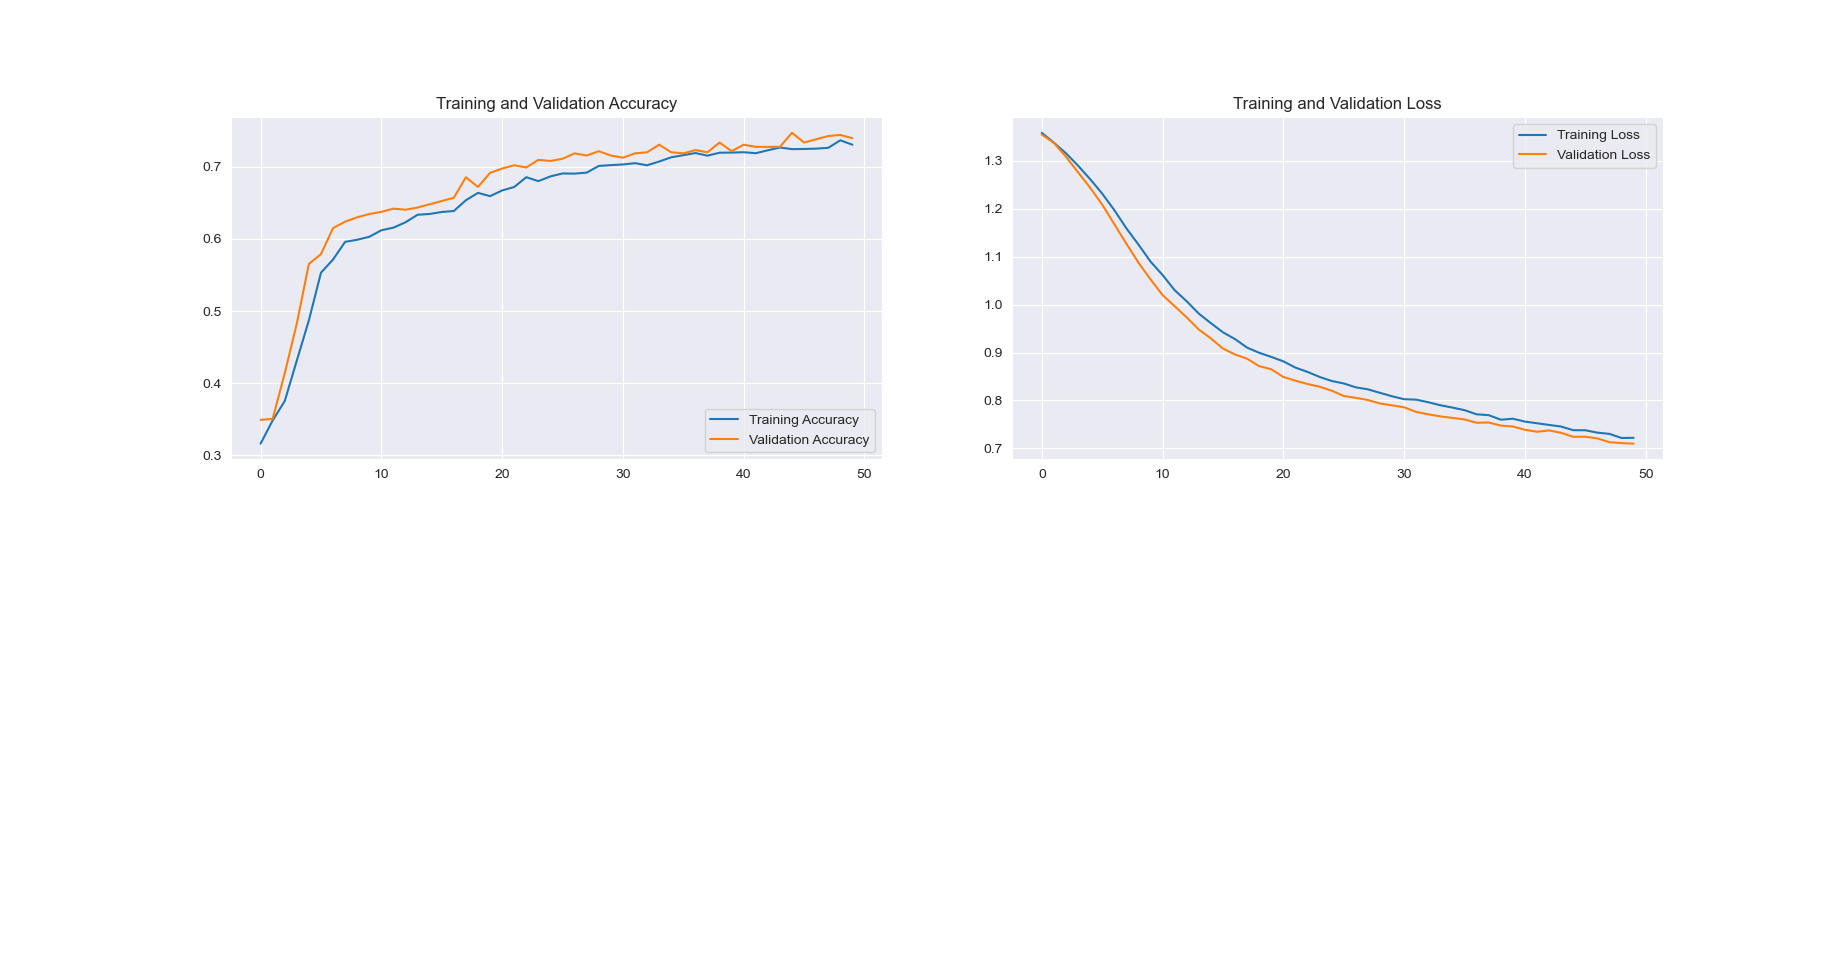 Training and Validation Accuracy
0.7
0.6
0.5
0.4
0.3
Training Accuracy
Validation Accuracy
0 10 20 30 40 50
Training and Validation Loss
Training Loss
Validation Loss
1.3
1.2
1.1
1.0
0.9
0.8
0.7
0 10 20 30 40 50